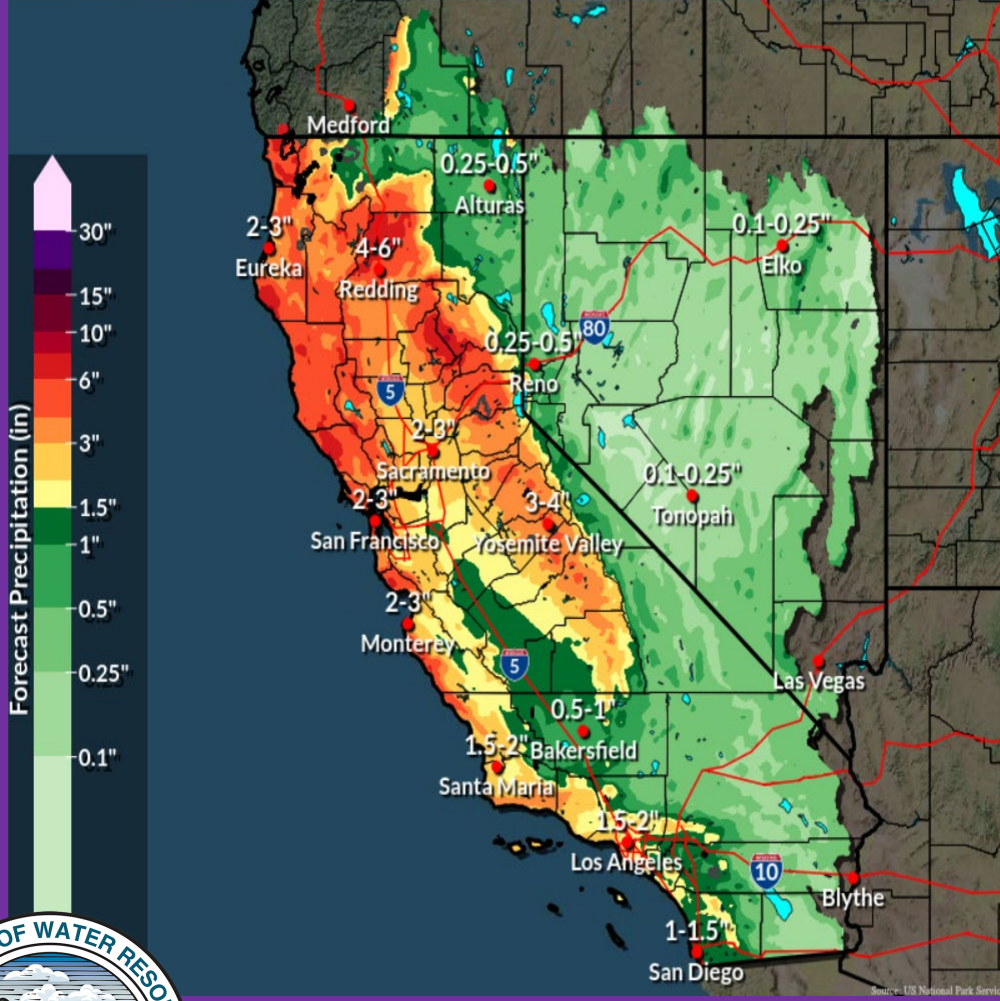 Medford
0.25-0.5"
Alturas
2-3"
Eureka
4-6"
Redding
0.1-0.25"
Elko
30"
15"
10"
6"
3"
1.5"
1"
0.5"
0.25"
0.1"
Forecast Precipitation (in)
80
0.25-0.5"
Reno
5
2-3"
Sacramento
2-3"
San Francisco
3-4"
Yosemite Valley
0.1-0.25"
Tonopah
2-3"
Monterey
5
Las Vegas
0.5-1"
Bakersfield
1.5-2"
Santa Maria
1.5-2"
Los Angeles
10
Blythe
1-1.5"
San Diego
OF WATER RESO
Source: US National Park Servic